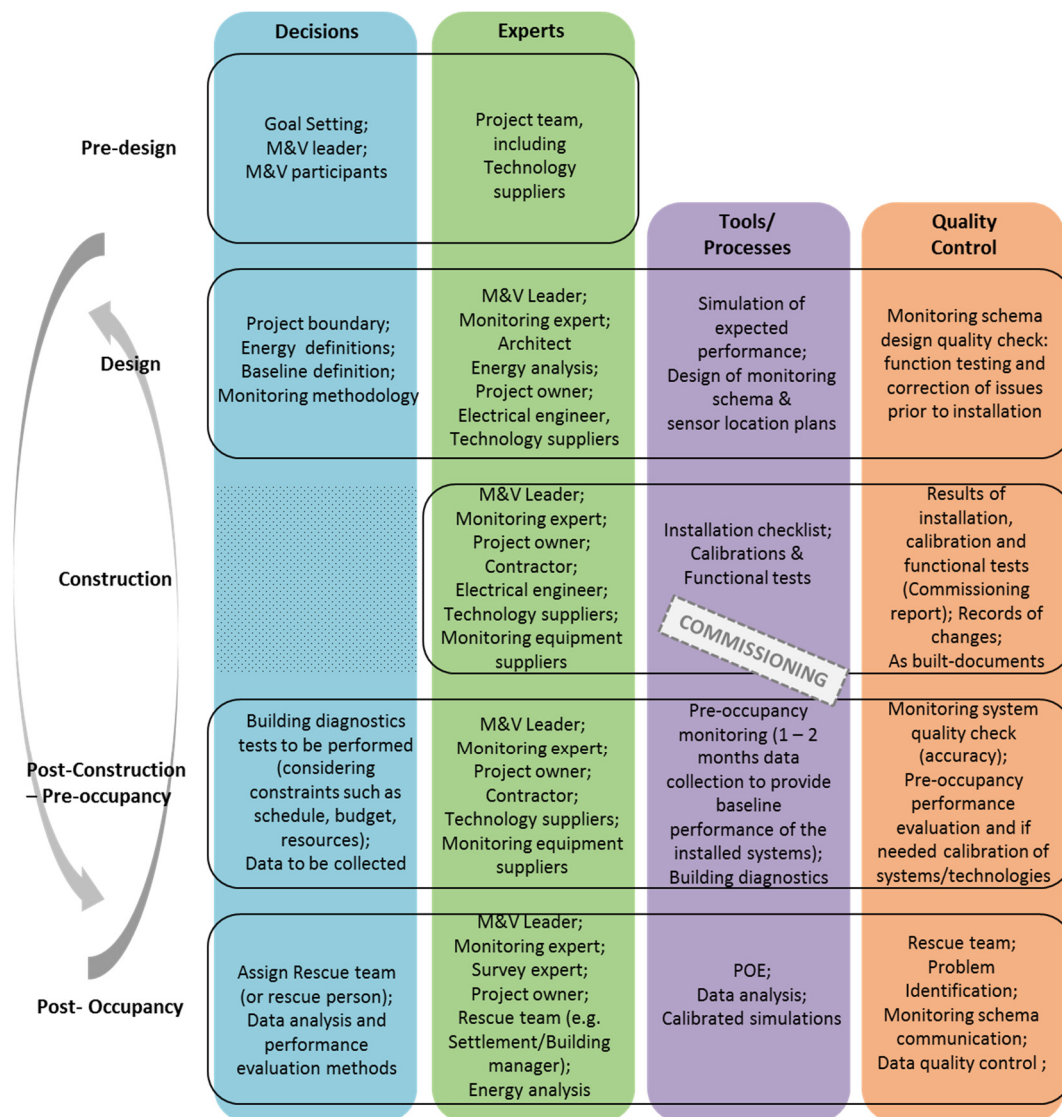 Decisions
Experts
Pre-design
Goal Setting;
M&V leader;
M&V participants
Project team,
including
Technology
suppliers
Tools/
Processes
Quality
Control
Design
Project boundary;
Energy definitions;
Baseline definition;
Monitoring methodology
M&V Leader;
Monitoring expert;
Architect
Energy analysis;
Project owner;
Electrical engineer,
Technology suppliers
Simulation of
expected
performance;
Design of monitoring
schema &
sensor location plans
Monitoring schema
design quality check:
function testing and
correction of issues
prior to installation
Construction
M&V Leader;
Monitoring expert;
Project owner;
Contractor;
Electrical engineer;
Technology suppliers;
Monitoring equipment
suppliers
Installation checklist;
Calibrations &
Functional tests
COMMISSIONING
Results of
installation,
calibration and
functional tests
(Commissioning
report); Records of
changes;
As built-documents
Post-Construction
– Pre-occupancy
Building diagnostics
tests to be performed
(considering
constraints such as
schedule, budget,
resources);
Data to be collected
M&V Leader;
Monitoring expert;
Project owner;
Contractor;
Technology suppliers;
Monitoring equipment
suppliers
Pre-occupancy
monitoring (1 – 2
months data
collection to provide
baseline
performance of the
installed systems);
Building diagnostics
Monitoring system
quality check
(accuracy);
Pre-occupancy
performance
evaluation and if
needed calibration of
systems/technologies
Post- Occupancy
Assign Rescue team
(or rescue person);
Data analysis and
performance
evaluation methods
M&V Leader;
Monitoring expert;
Survey expert;
Project owner;
Rescue team (e.g.
Settlement/Building
manager);
Energy analysis
POE;
Data analysis;
Calibrated simulations
Rescue team;
Problem
Identification;
Monitoring schema
communication;
Data quality control ;